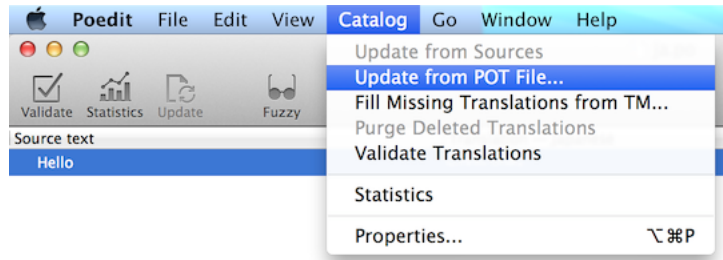 Poedit File Edit View Catalog Go Window Help
Update from Sources
Update from POT File...
Fill Missing Translations from TM...
Purge Deleted Translations
Validate Translations
Statistics
Properties... ⌥⌘P
Validate Statistics Update Fuzzy
Source text
Hello